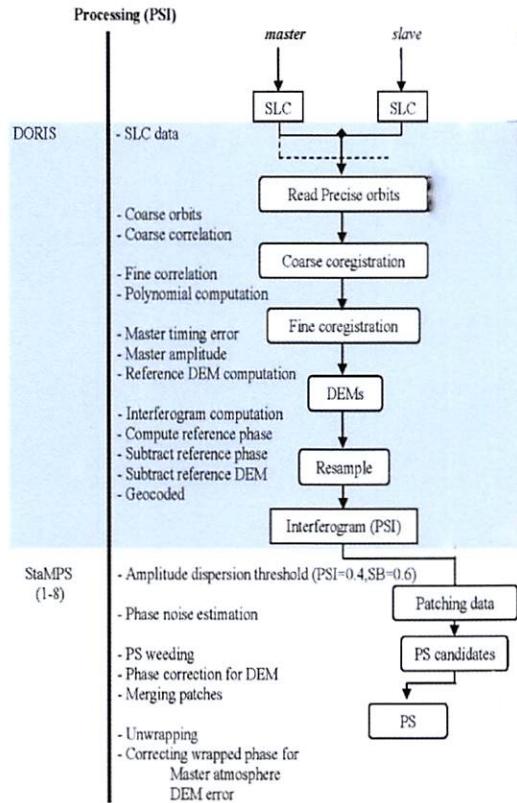 Processing (PSI)
master
slave
SLC
SLC
DORIS
- SLC data
Read Precise orbits
- Coarse orbits
- Coarse correlation
Coarse coregistration
- Fine correlation
- Polynomial computation
Fine coregistration
- Master timing error
- Master amplitude
- Reference DEM computation
DEMs
- Interferogram computation
- Compute reference phase
- Subtract reference phase
- Subtract reference DEM
- Geocoded
Resample
Interferogram (PSI)
StaMPS
(1-8)
- Amplitude dispersion threshold (PSI=0.4,SB=0.6)
Patching data
- Phase noise estimation
- PS weeding
- Phase correction for DEM
- Merging patches
PS candidates
PS
- Unwrapping
- Correcting wrapped phase for
Master atmosphere
DEM error